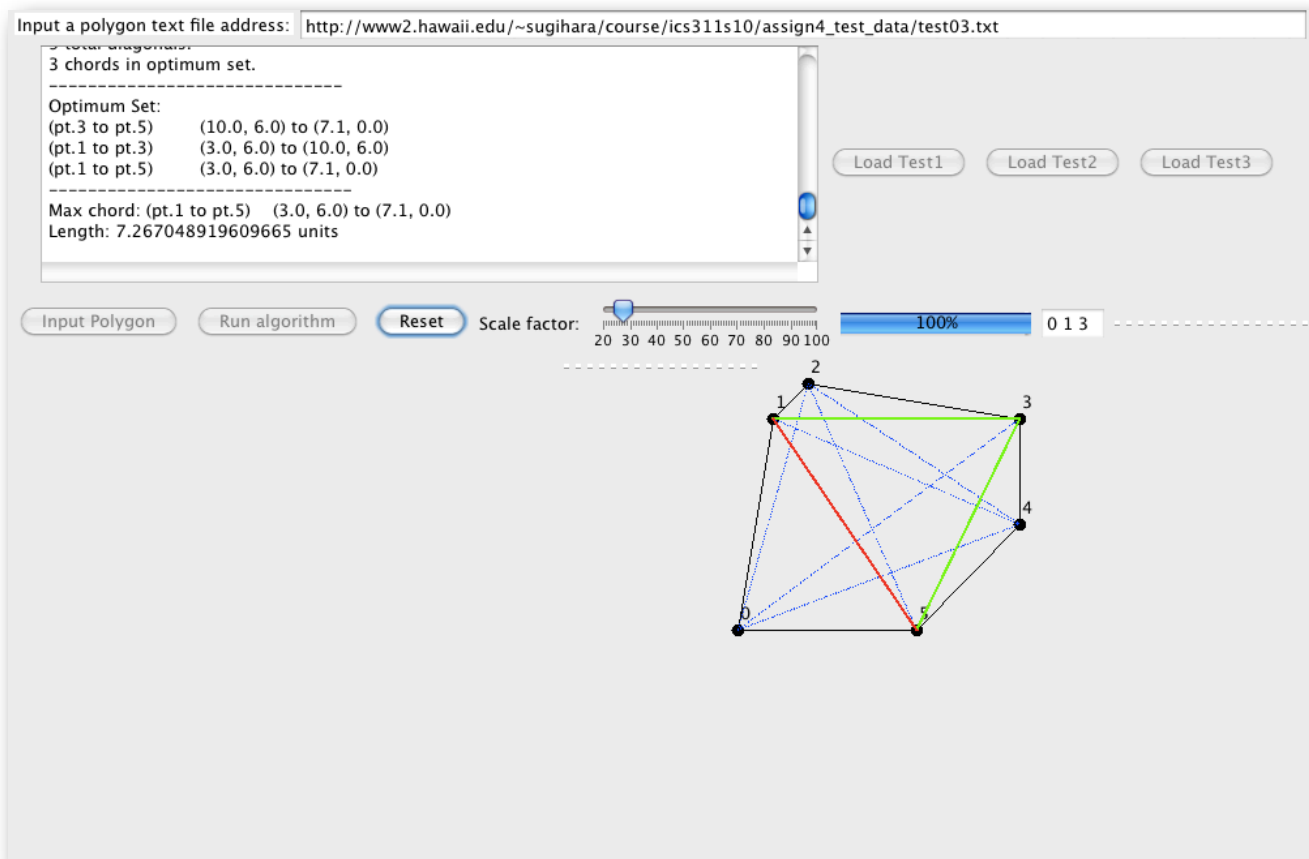 Input a polygon text file address: http://www2.hawaii.edu/~sugihara/course/ics311s10/assign4_test_data/test03.txt
total diagonals.
3 chords in optimum set.
------------------------------
Optimum Set:
(pt.3 to pt.5) (10.0, 6.0) to (7.1, 0.0)
(pt.1 to pt.3) (3.0, 6.0) to (10.0, 6.0)
(pt.1 to pt.5) (3.0, 6.0) to (7.1, 0.0)
-------------------------------
Max chord: (pt.1 to pt.5) (3.0, 6.0) to (7.1, 0.0)
Length: 7.267048919609665 units
Load Test1 Load Test2 Load Test3
Input Polygon Run algorithm Reset Scale factor: 100% 0 1 3
20 30 40 50 60 70 80 90 100
2
1 3
4
0 5